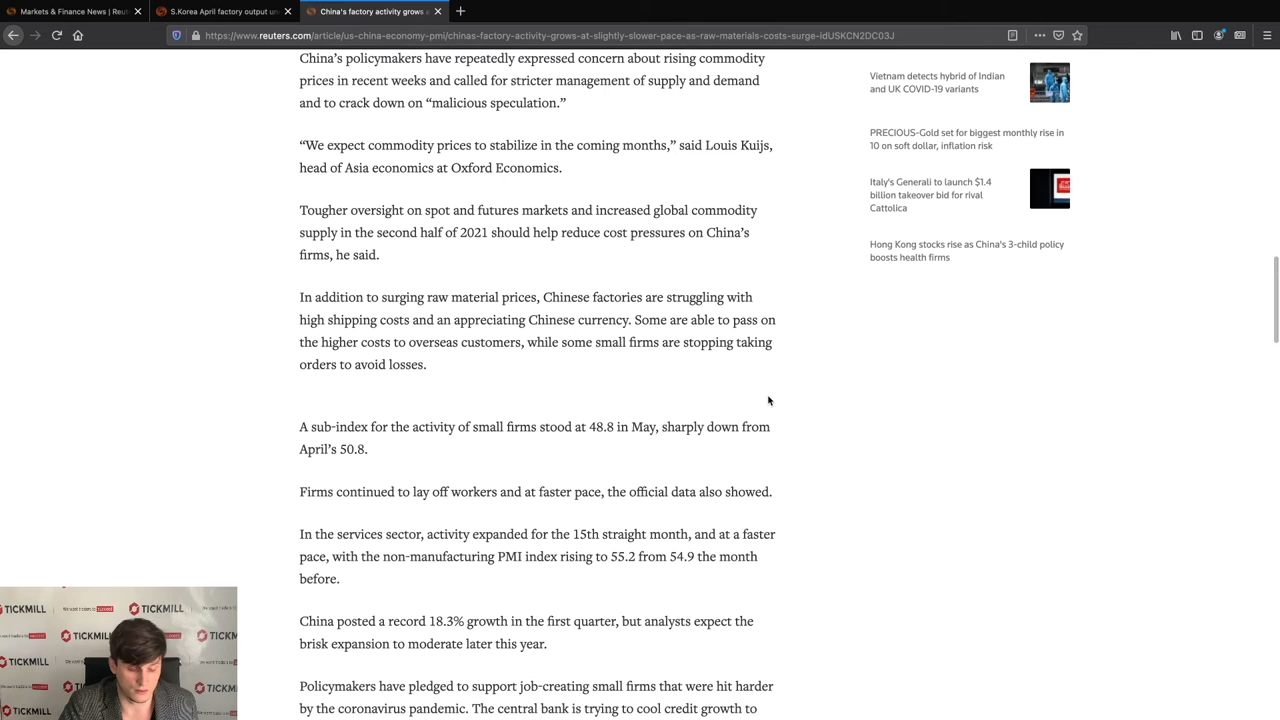 Markets & Finance News | Reut
S.Korea April factory output un
China's factory activity grows a
https://www.reuters.com/article/us-china-economy-pmi/chinas-factory-activity-grows-at-slightly-slower-pace-as-raw-materials-costs-surge-idUSKCN2DC03J
China's policymakers have repeatedly expressed concern about rising commodity
prices in recent weeks and called for stricter management of supply and demand
and to crack down on “malicious speculation.”
“We expect commodity prices to stabilize in the coming months,” said Louis Kuijs,
head of Asia economics at Oxford Economics.
Tougher oversight on spot and futures markets and increased global commodity
supply in the second half of 2021 should help reduce cost pressures on China's
firms, he said.
In addition to surging raw material prices, Chinese factories are struggling with
high shipping costs and an appreciating Chinese currency. Some are able to pass on
the higher costs to overseas customers, while some small firms are stopping taking
orders to avoid losses.
A sub-index for the activity of small firms stood at 48.8 in May, sharply down from
April's 50.8.
Firms continued to lay off workers and at faster pace, the official data also showed.
In the services sector, activity expanded for the 15th straight month, and at a faster
pace, with the non-manufacturing PMI index rising to 55.2 from 54.9 the month
before.
China posted a record 18.3% growth in the first quarter, but analysts expect the
brisk expansion to moderate later this year.
Policymakers have pledged to support job-creating small firms that were hit harder
by the coronavirus pandemic. The central bank is trying to cool credit growth to
Vietnam detects hybrid of Indian
and UK COVID-19 variants
PRECIOUS-Gold set for biggest monthly rise in
10 on soft dollar, inflation risk
Italy's Generali to launch $1.4
billion takeover bid for rival
Cattolica
Hong Kong stocks rise as China's 3-child policy
boosts health firms
TICKMILL
TICKMILL
TICKMILL
TICKMILL
TICKMILL